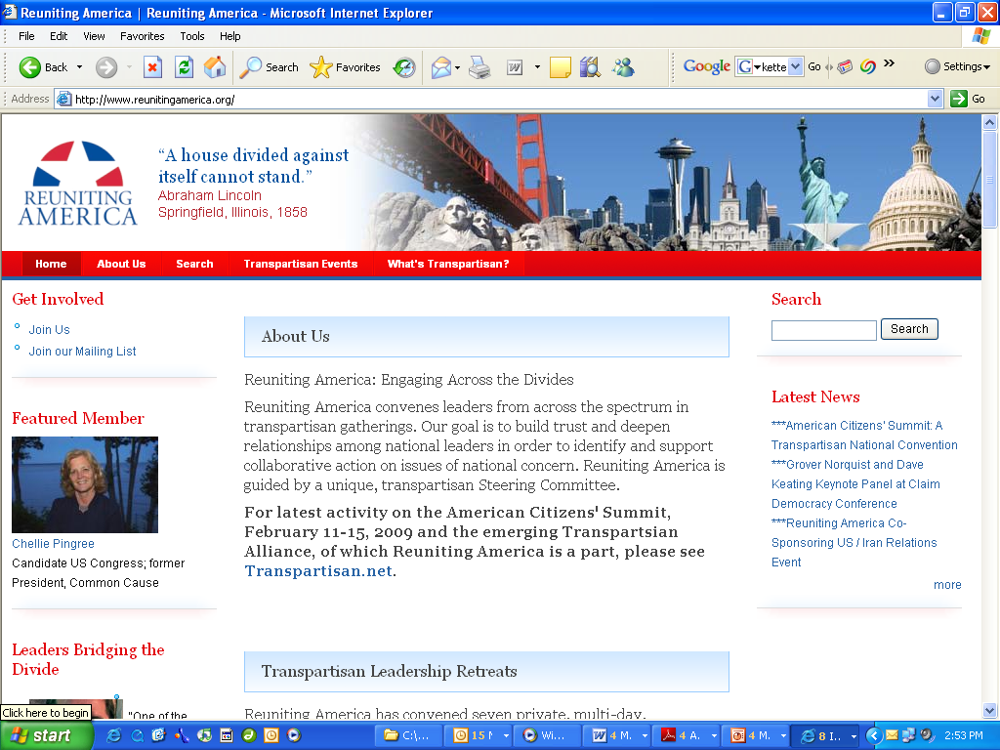 Reuniting America | Reuniting America - Microsoft Internet Explorer
File Edit View Favorites Tools Help
Back Search Favorites W Google G kette Go » Settings
Address http://www.reunitingamerica.org/ Go
REUNITING
AMERICA
“A house divided against
itself cannot stand.”
Abraham Lincoln
Springfield, Illinois, 1858
Home About Us Search Transpartisan Events What's Transpartisan?
Get Involved
Join Us
Join our Mailing List
Featured Member
Chellie Pingree
Candidate US Congress; former
President, Common Cause
Leaders Bridging the
Divide
"One of the
About Us
Reuniting America: Engaging Across the Divides
Reuniting America convenes leaders from across the spectrum in
transpartisan gatherings. Our goal is to build trust and deepen
relationships among national leaders in order to identify and support
collaborative action on issues of national concern. Reuniting America is
guided by a unique, transpartisan Steering Committee.
For latest activity on the American Citizens' Summit,
February 11-15, 2009 and the emerging Transpartsian
Alliance, of which Reuniting America is a part, please see
Transpartisan.net.
Transpartisan Leadership Retreats
Reuniting America has convened seven private, multi-day,
Search
Search
Latest News
***American Citizens' Summit: A
Transpartisan National Convention
***Grover Norquist and Dave
Keating Keynote Panel at Claim
Democracy Conference
***Reuniting America Co-
Sponsoring US / Iran Relations
Event
more
Click here to begin
start C:\... 15 M Wi... 4 M. 4 A. 4 M. 8 I.. 2:53 PM